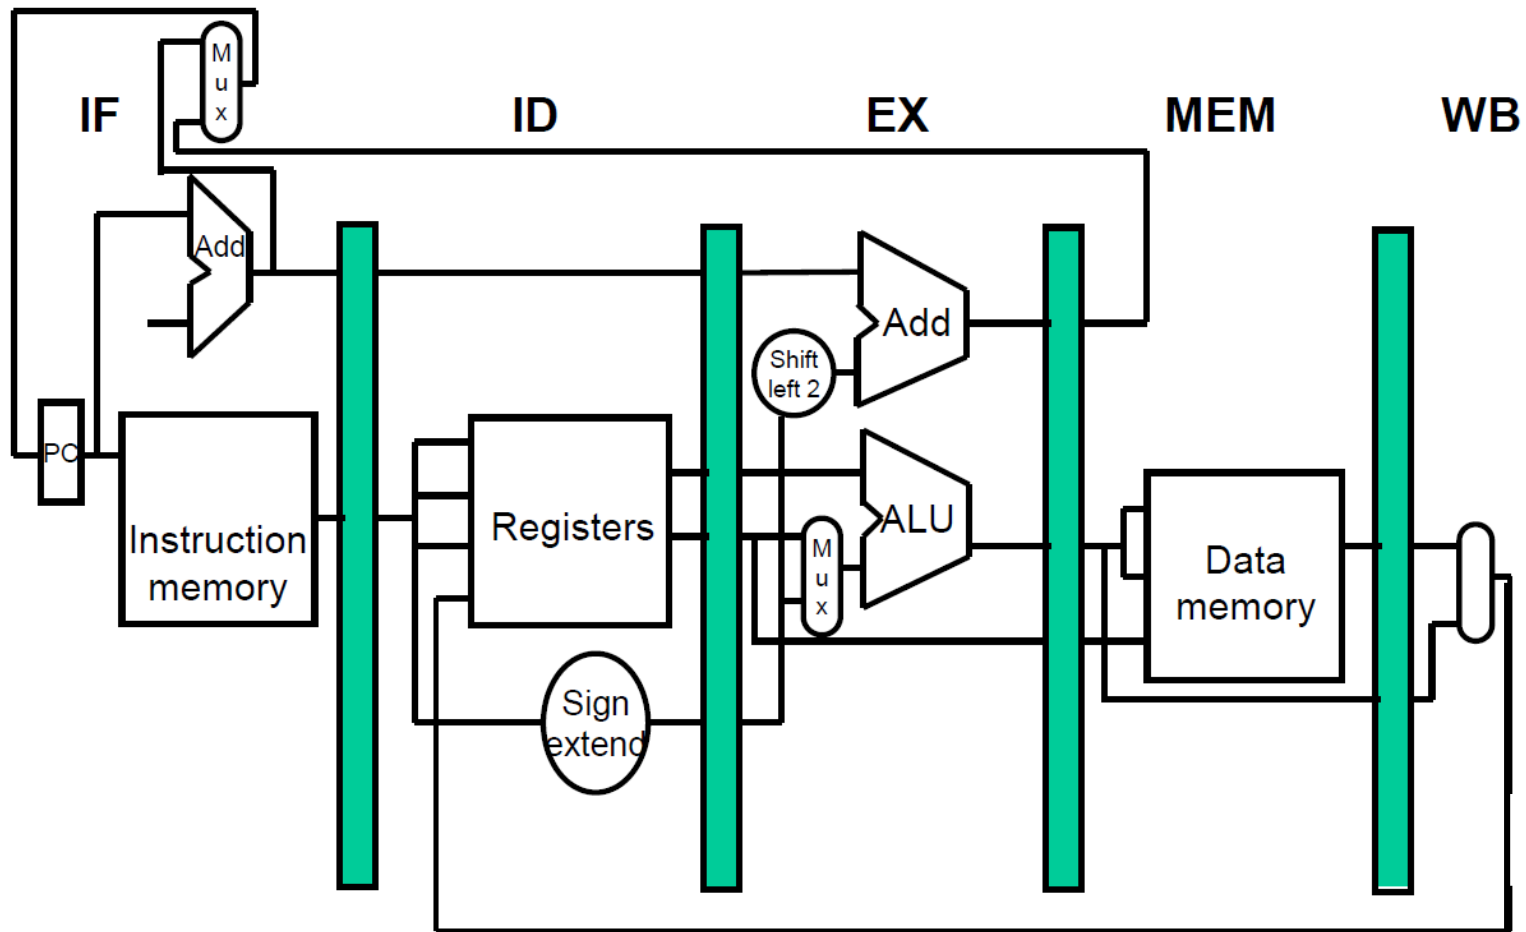 IF
ID
EX
MEM
WB
M
u
x
Add
Add
Shift
left 2
PC
Instruction
memory
Registers
M
u
x
ALU
Data
memory
Sign
extend